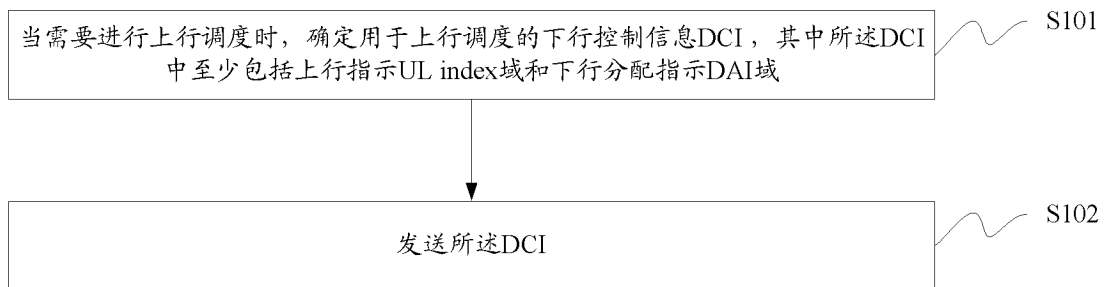 当需要进行上行调度时，确定用于上行调度的下行控制信息DCI，其中所述DCI
中至少包括上行指示UL index域和下行分配指示DAI域
S101
发送所述DCI
S102